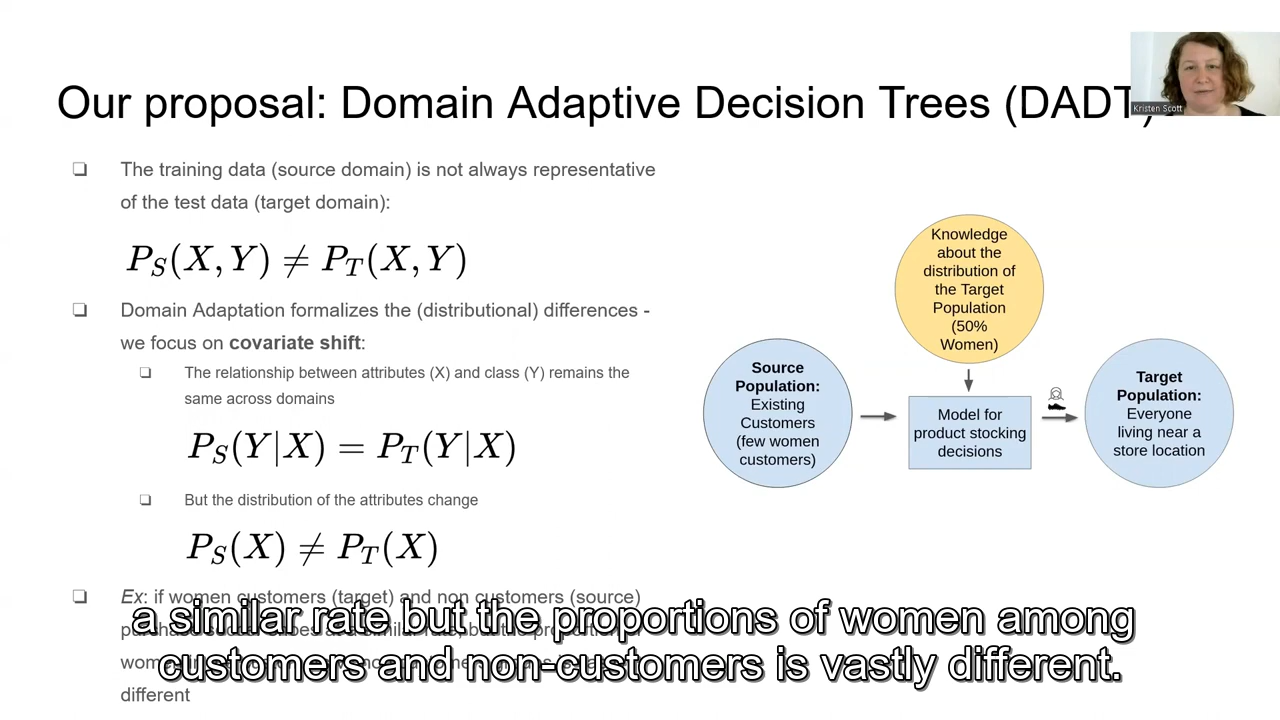 Our proposal: Domain Adaptive Decision Trees (DADT)
Kristen Scott
The training data (source domain) is not always representative
of the test data (target domain):
P_S(X, Y) ≠ P_T(X, Y)
Domain Adaptation formalizes the (distributional) differences -
we focus on covariate shift:
The relationship between attributes (X) and class (Y) remains the
same across domains
P_S(Y|X) = P_T(Y|X)
But the distribution of the attributes change
P_S(X) ≠ P_T(X)
Ex: if women customers (target) and non customers (source)
different
Knowledge
about the
distribution of
the Target
Population
(50%
Women)
Source
Population:
Existing
Customers
(few women
customers)
Model for
product stocking
decisions
Target
Population:
Everyone
living near a
store location
a similar rate but the proportions of women among
customers and non-customers is vastly different.